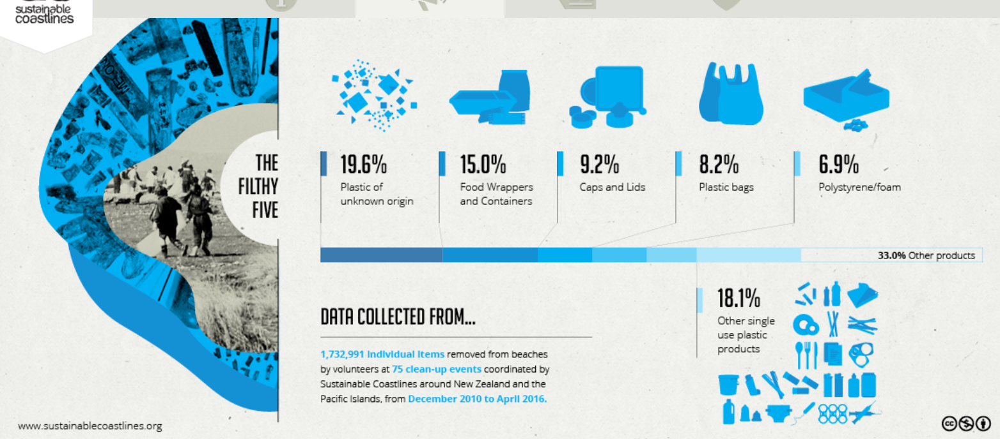 sustainable
coastlines
THE
FILTHY
FIVE
19.6%
Plastic of
unknown origin
15.0%
Food Wrappers
and Containers
9.2%
Caps and Lids
8.2%
Plastic bags
6.9%
Polystyrene/foam
33.0% Other products
18.1%
Other single
use plastic
products
DATA COLLECTED FROM...
1,732,991 individual items removed from beaches
by volunteers at 75 clean-up events coordinated by
Sustainable Coastlines around New Zealand and the
Pacific Islands, from December 2010 to April 2016.
www.sustainablecoastlines.org
cc